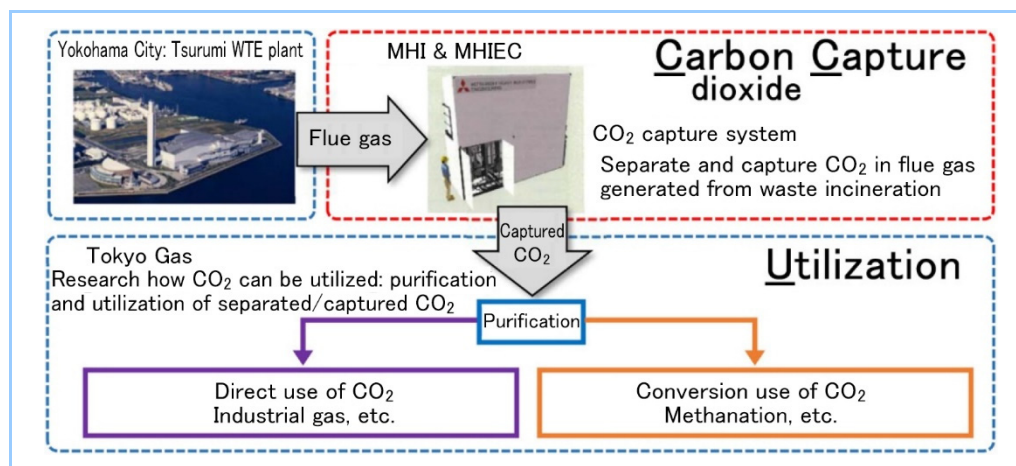 Yokohama City: Tsurumi WTE plant
Flue gas
MHI & MHIEC
Carbon Capture
dioxide
CO₂ capture system
Separate and capture CO₂ in flue gas
generated from waste incineration
Captured
CO₂
Tokyo Gas
Research how CO₂ can be utilized: purification
and utilization of separated/captured CO₂
Utilization
Purification
Direct use of CO₂
Industrial gas, etc.
Conversion use of CO₂
Methanation, etc.